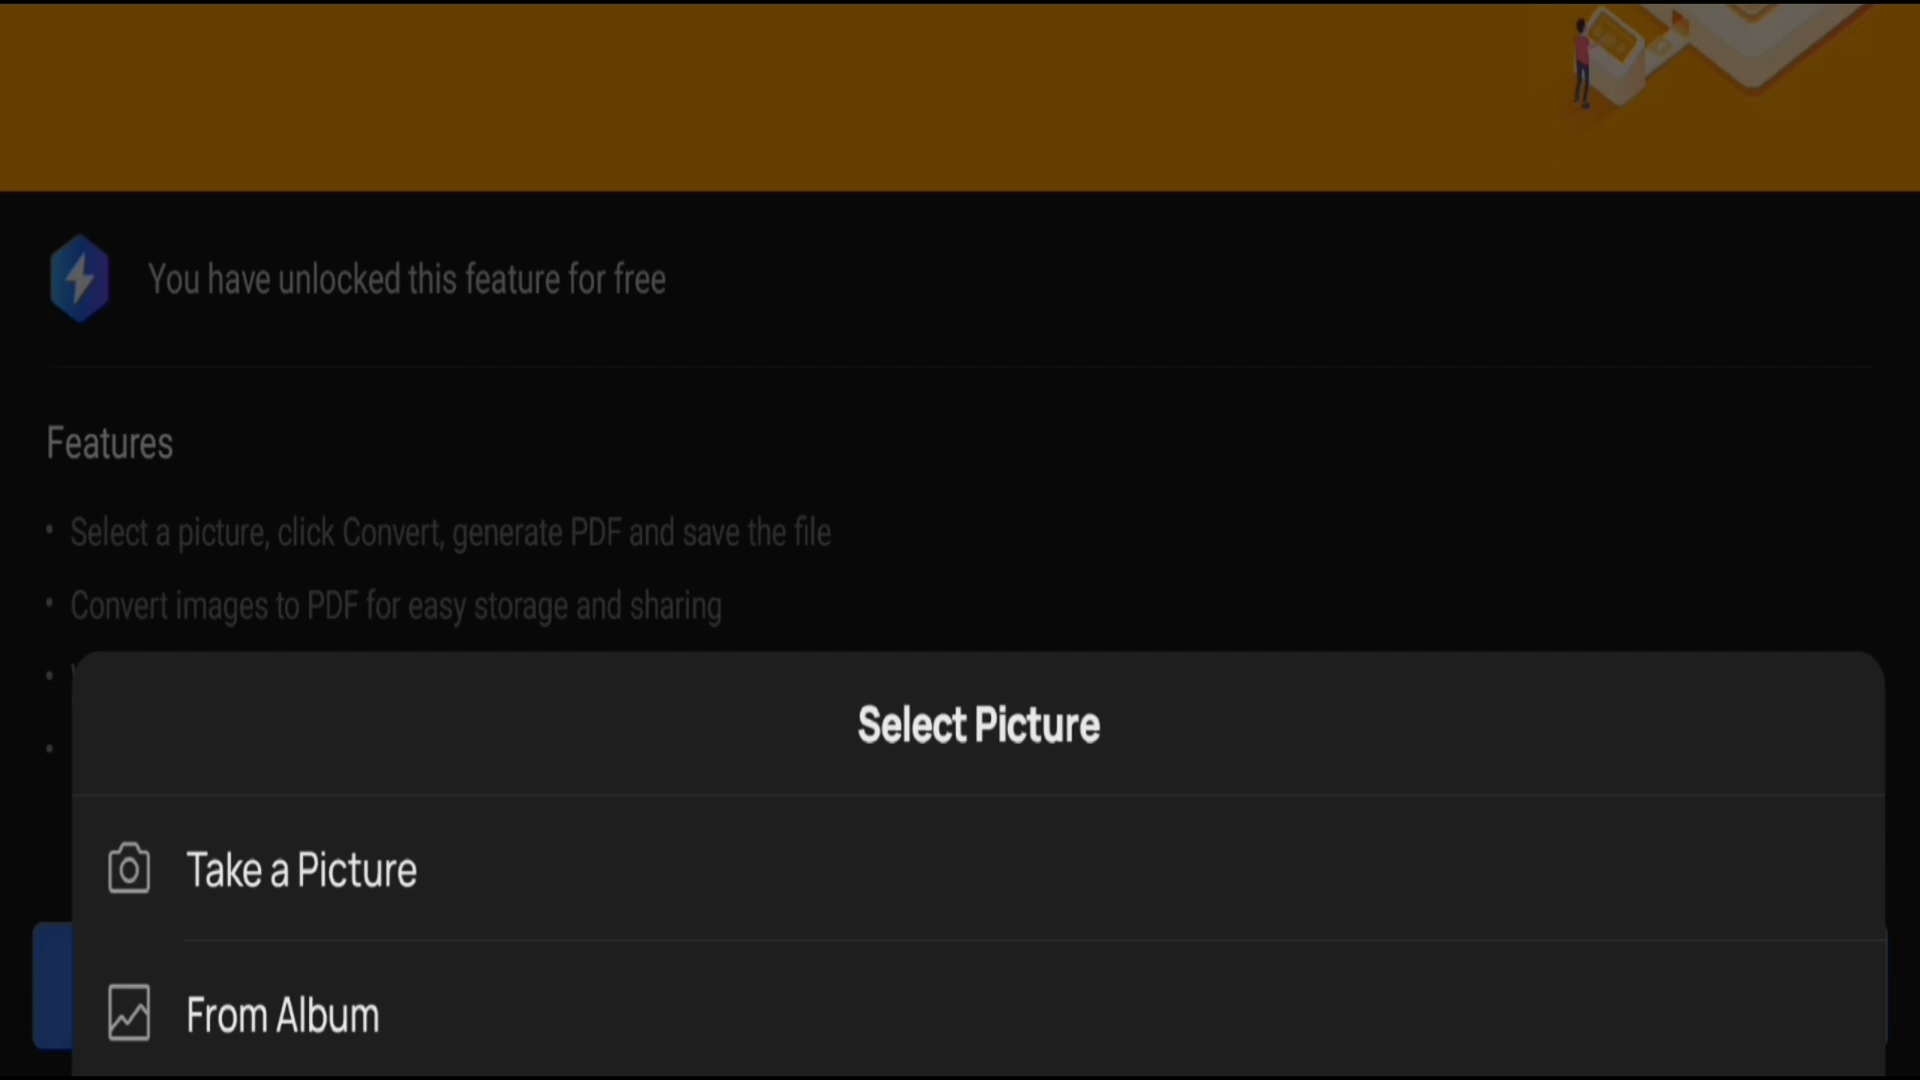 You have unlocked this feature for free
Features
• Select a picture, click Convert, generate PDF and save the file
• Convert images to PDF for easy storage and sharing
Select Picture
Take a Picture
From Album